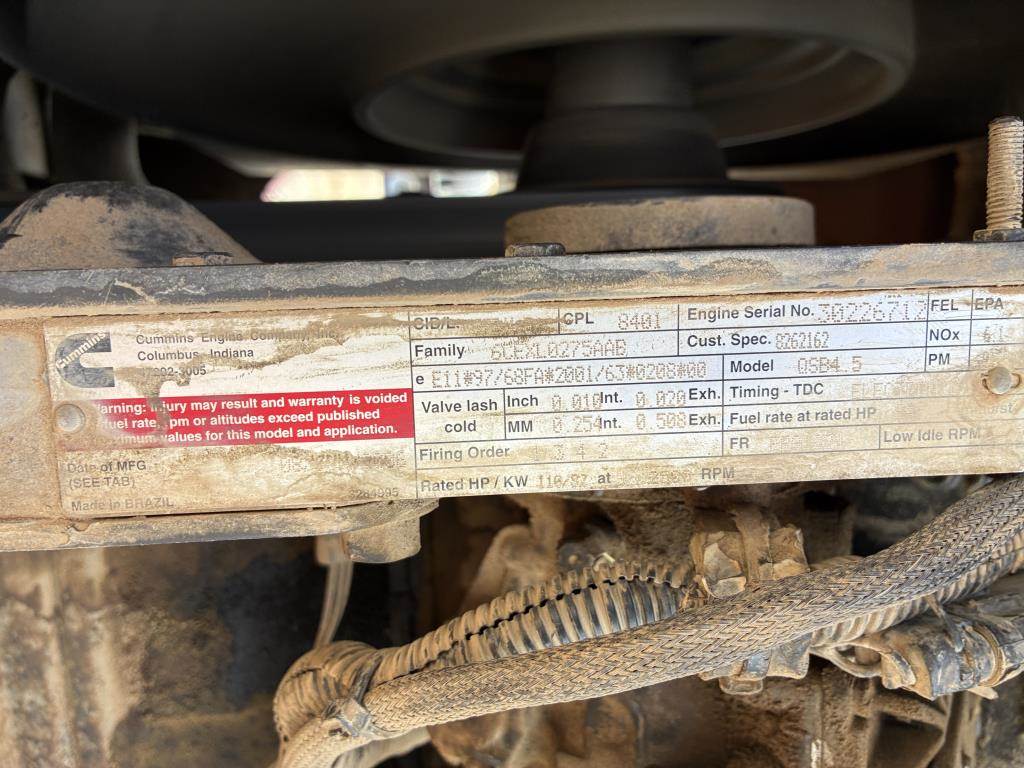 Cummins Engine Company, Inc.
Columbus, Indiana
Warning: Injury may result and warranty is voided
if fuel rate, rpm or altitudes exceed published
maximum values for this model and application.
Date of MFG
(SEE TAB)
Made in BRAZIL
CID/L.
CPL 8401
Engine Serial No. 30226712
FEL
EPA
Family 6CEXL0275AAB
Cust. Spec. 8262162
NOx
e E11*97/68FA*2001/63*0208*00
Model QSB4.5
PM
Valve lash cold
Inch 0.010 Int. 0.020 Exh.
MM 0.254 Int. 0.508 Exh.
Timing - TDC
Fuel rate at rated HP
Firing Order 1 3 4 2
FR
Low Idle RPM
Rated HP / KW 110/82 at RPM